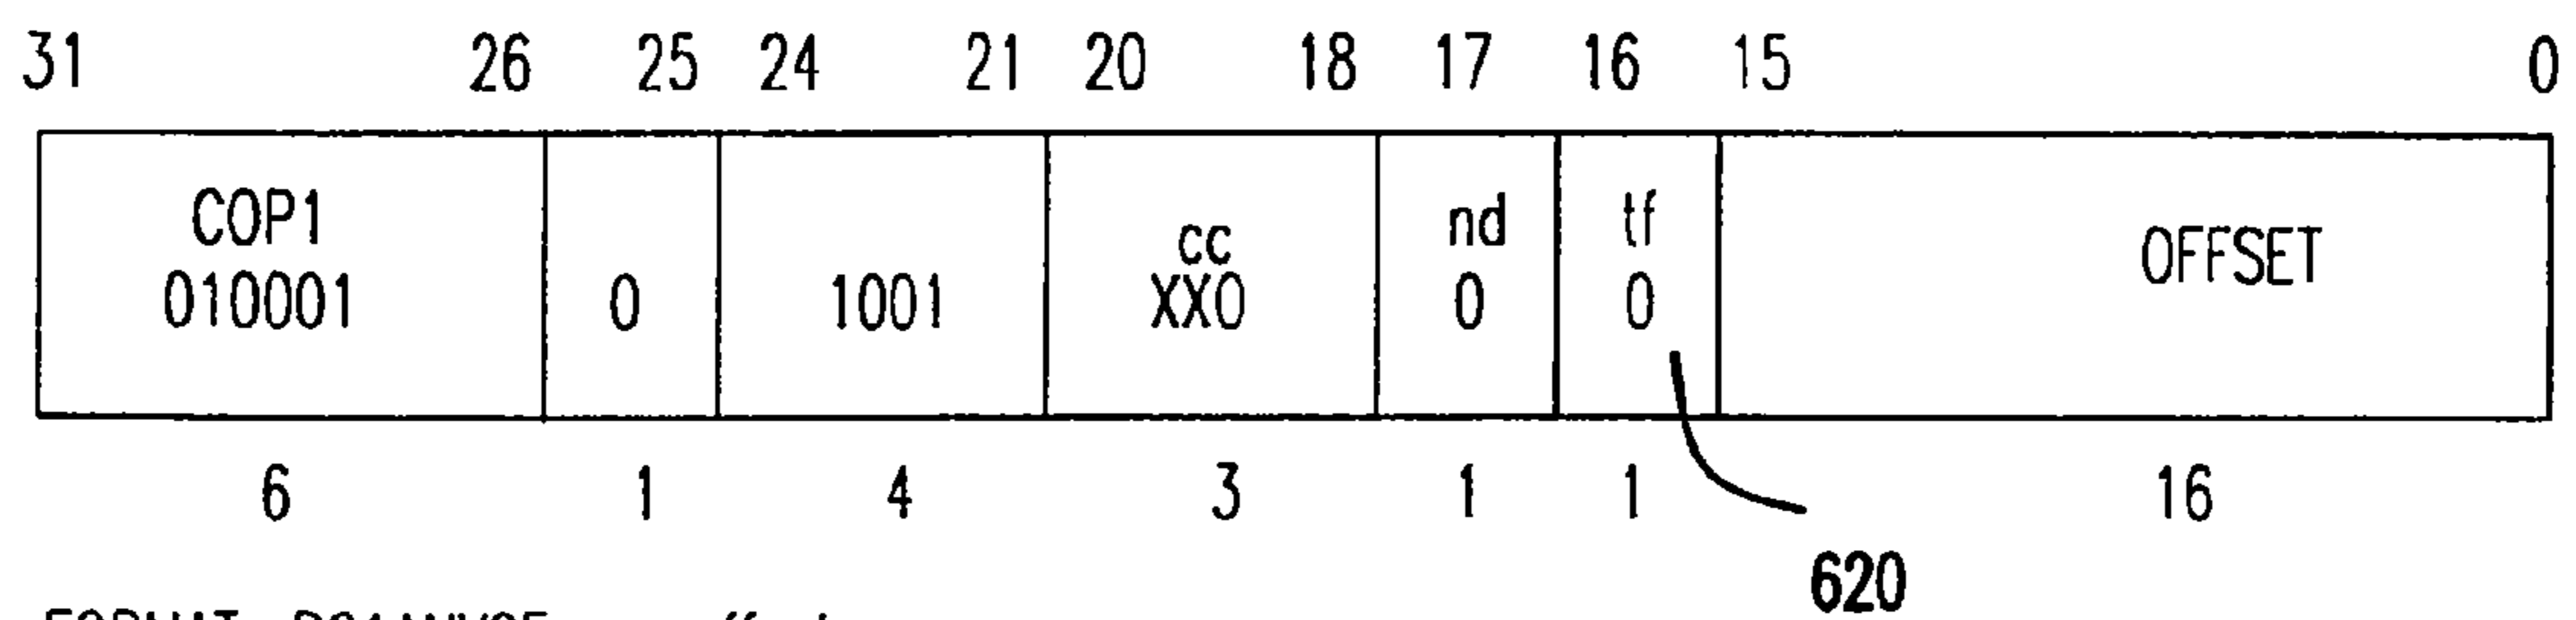 31 26 25 24 21 20 18 17 16 15 0
COP1 nd tf
cc OFFSET
010001 0 1001 XX0 0 0
6 1 4 3 1 1 16
620